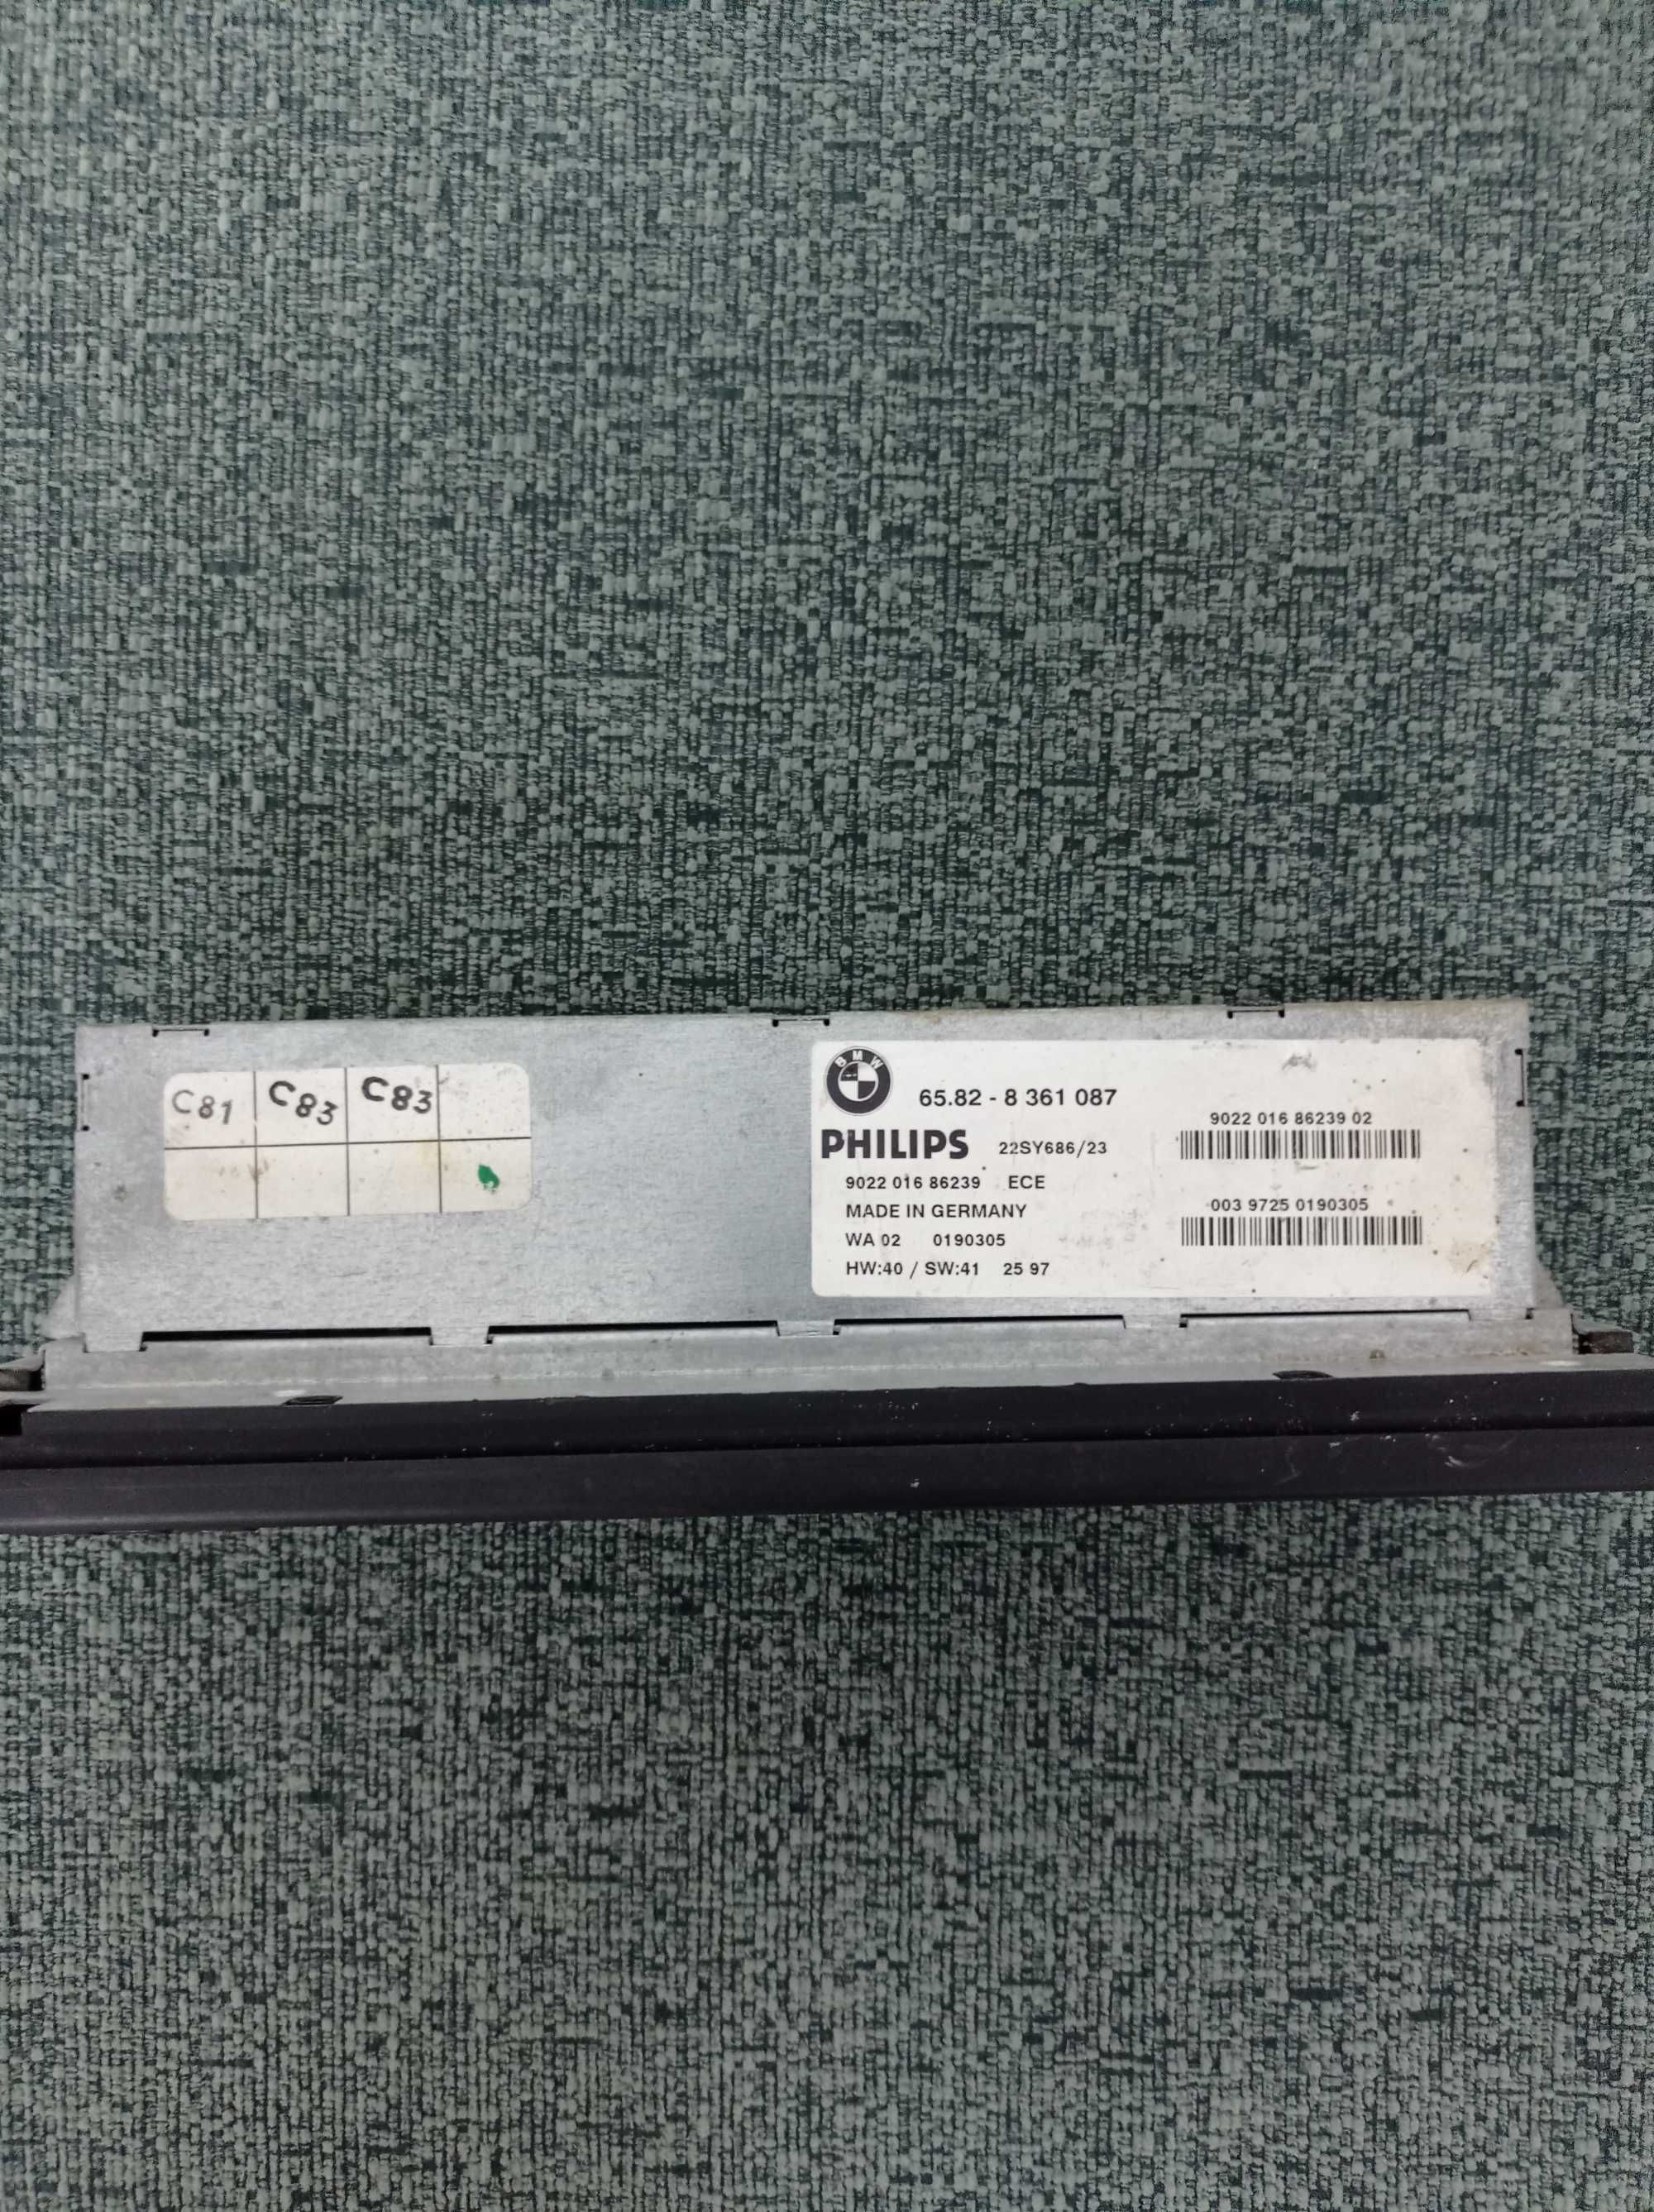 C81 C83 C83
BMW
65.82 - 8 361 087
PHILIPS 22SY686/23
9022 016 86239 ECE
MADE IN GERMANY
WA 02 0190305
HW:40 / SW:41 25 97
9022 016 86239 02
003 9725 0190305